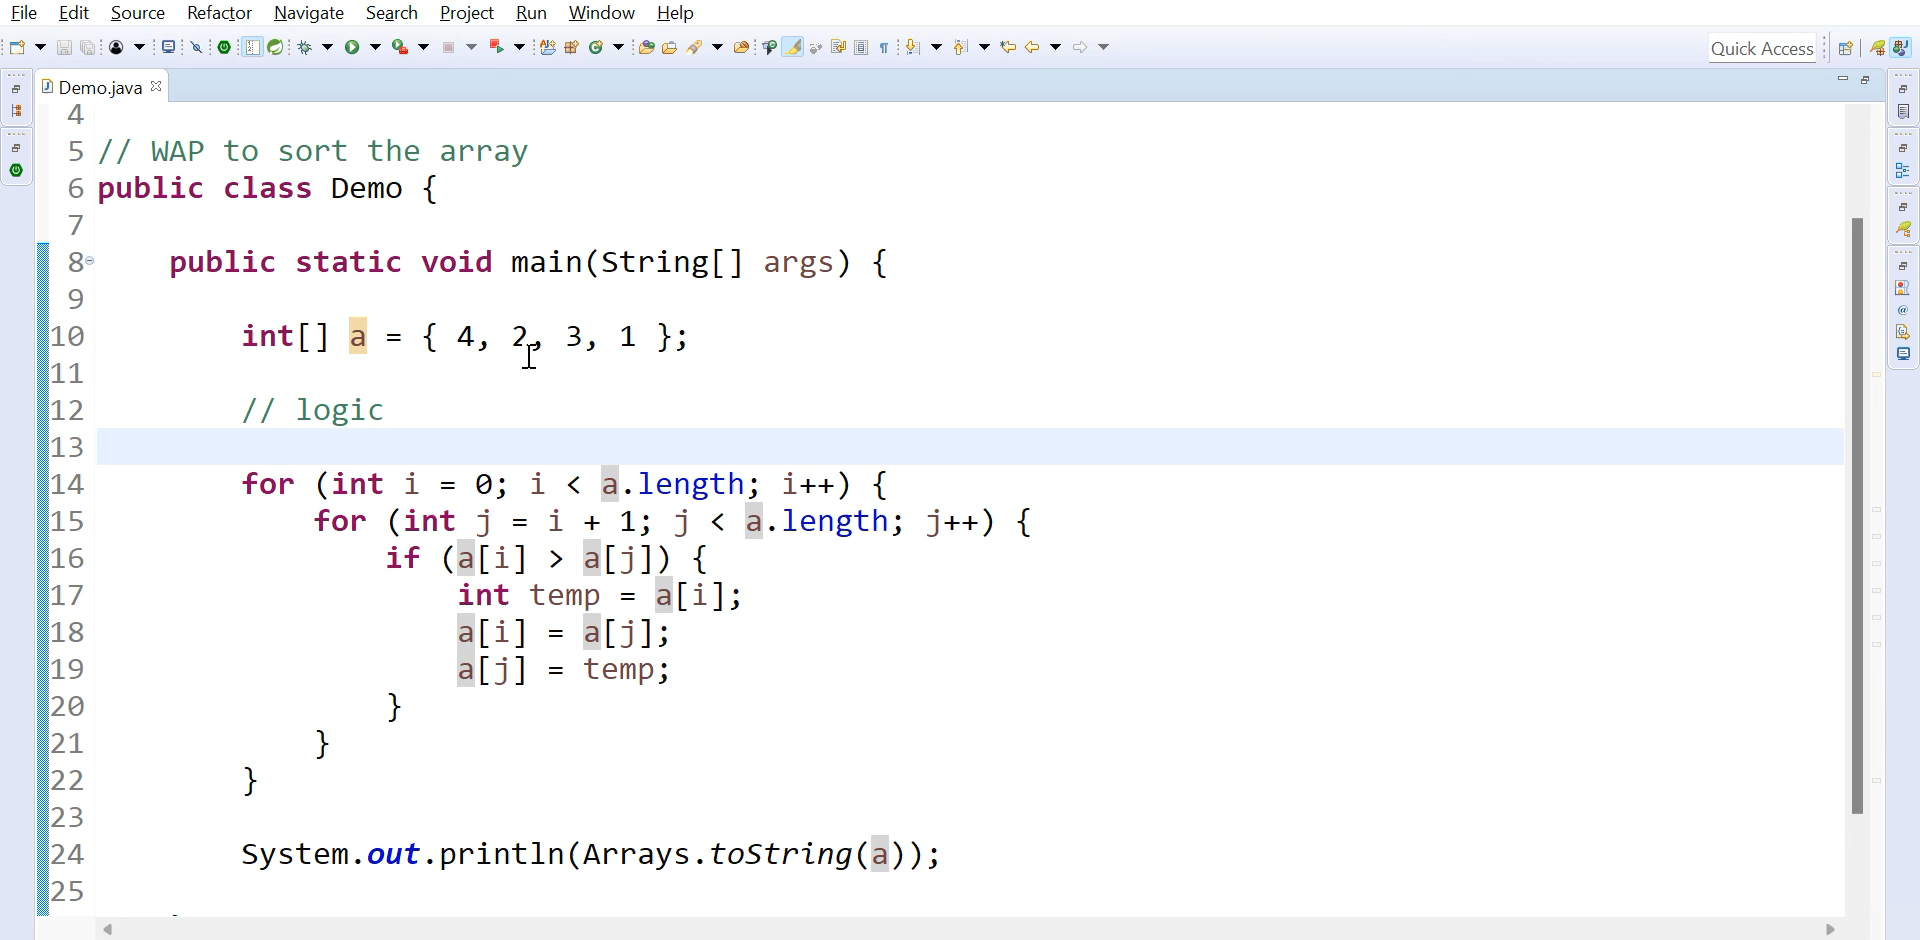 File Edit Source Refactor Navigate Search Project Run Window Help
Quick Access
Demo.java
4
5 // WAP to sort the array
6 public class Demo {
7
8 public static void main(String[] args) {
9
10 int[] a = { 4, 2, 3, 1 };
11
12 // logic
13
14 for (int i = 0; i < a.length; i++) {
15 for (int j = i + 1; j < a.length; j++) {
16 if (a[i] > a[j]) {
17 int temp = a[i];
18 a[i] = a[j];
19 a[j] = temp;
20 }
21 }
22 }
23
24 System.out.println(Arrays.toString(a));
25